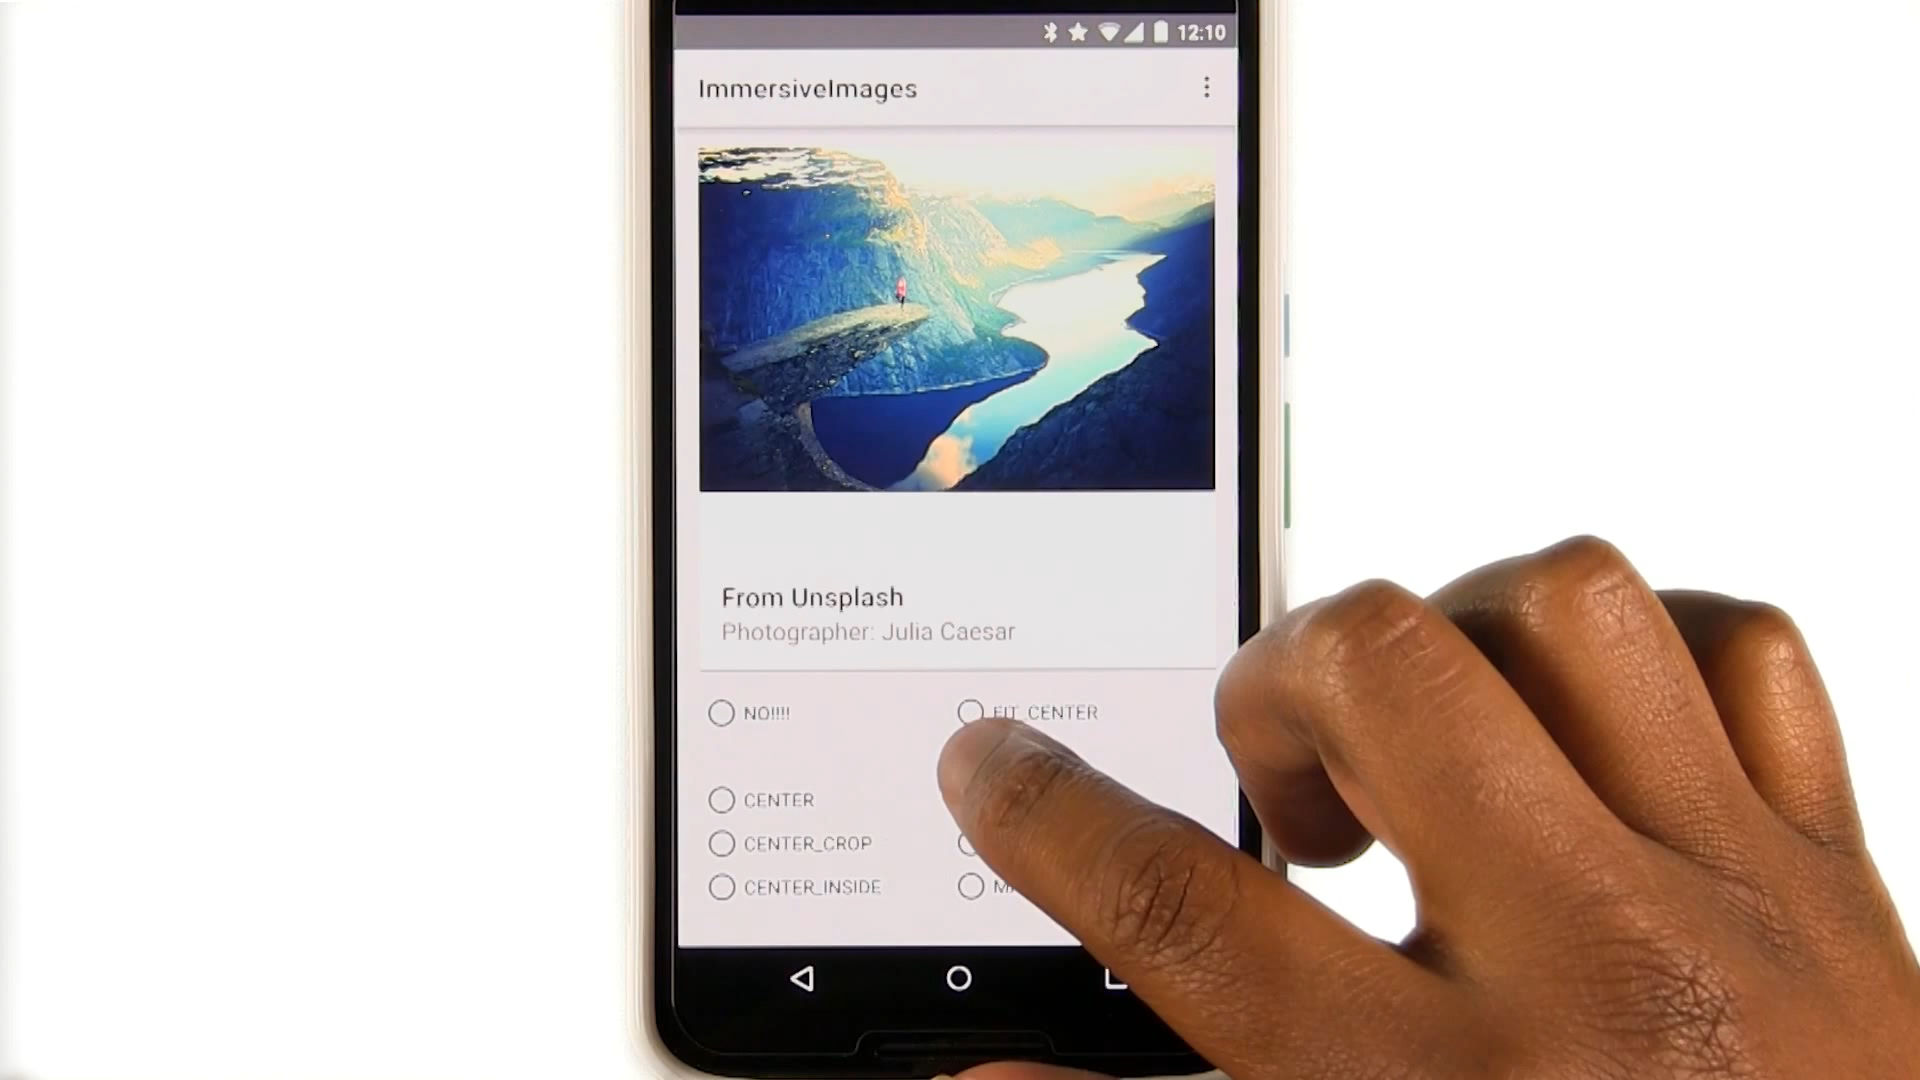 12:10
ImmersiveImages
From Unsplash
Photographer: Julia Caesar
NO!!!!
FIT_CENTER
CENTER
CENTER_CROP
CENTER_INSIDE